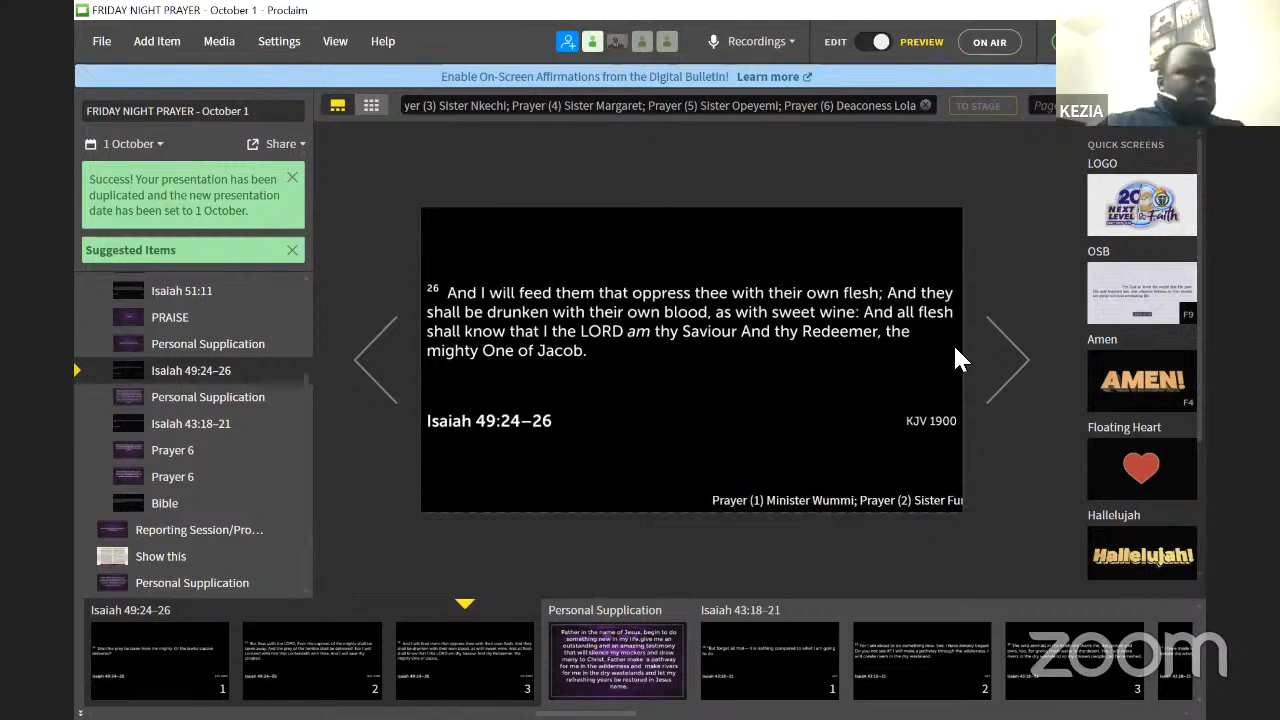 FRIDAY NIGHT PRAYER - October 1 - Proclaim
File Add Item Media Settings View Help
Recordings
EDIT PREVIEW ON AIR
Enable On-Screen Affirmations from the Digital Bulletin! Learn more
KEZIA
FRIDAY NIGHT PRAYER - October 1
yer (3) Sister Nkechi; Prayer (4) Sister Margaret; Prayer (5) Sister Opeyemi; Prayer (6) Deaconess Lola
TO STAGE
1 October
Share
Success! Your presentation has been
duplicated and the new presentation
date has been set to 1 October.
Suggested Items
Isaiah 51:11
PRAISE
Personal Supplication
Isaiah 49:24–26
Personal Supplication
Isaiah 43:18–21
Prayer 6
Prayer 6
Bible
Reporting Session/Pro...
Show this
Personal Supplication
26 And I will feed them that oppress thee with their own flesh; And they
shall be drunken with their own blood, as with sweet wine: And all flesh
shall know that I the LORD am thy Saviour And thy Redeemer, the
mighty One of Jacob.
Isaiah 49:24–26
KJV 1900
Prayer (1) Minister Wummi; Prayer (2) Sister Fu
QUICK SCREENS
LOGO
20
NEXT
LEVEL
Faith
OSB
F9
Amen
AMEN!
F4
Floating Heart
Hallelujah
Hallelujah!
Isaiah 49:24–26
1
2
3
Personal Supplication
Father in the name of Jesus, begin to do
something new in my life.give me an
outstanding and an amazing testimony
that will silence my mockers and draw
many to Christ. Father make a pathway
for me in the wilderness and make rivers
for me in the dry wastelands and let my
refreshing years be restored in Jesus
name.
Isaiah 43:18–21
1
2
3
zoom